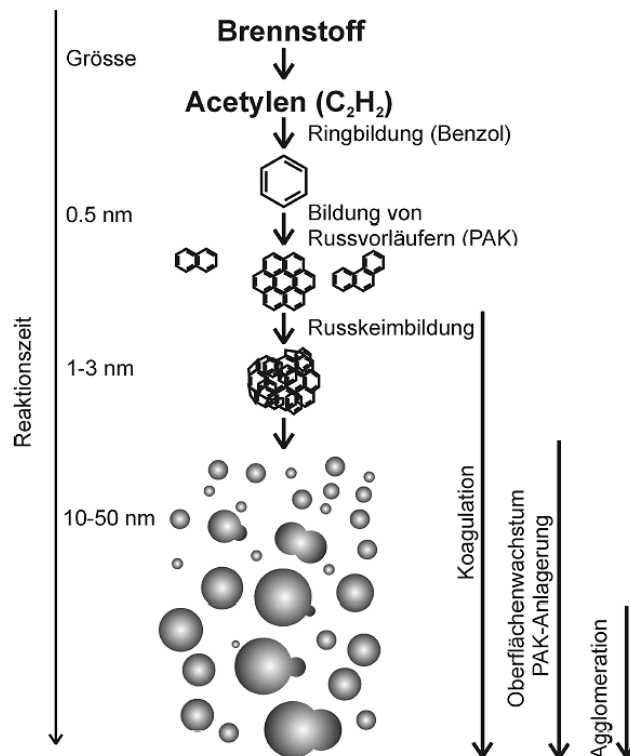 Brennstoff
Grösse
Acetylen (C₂H₂)
Ringbildung (Benzol)
0.5 nm
Bildung von
Russvorläufern (PAK)
Russkeimbildung
1-3 nm
10-50 nm
Reaktionszeit
Koagulation
Oberflächenwachstum
PAK-Anlagerung
Agglomeration